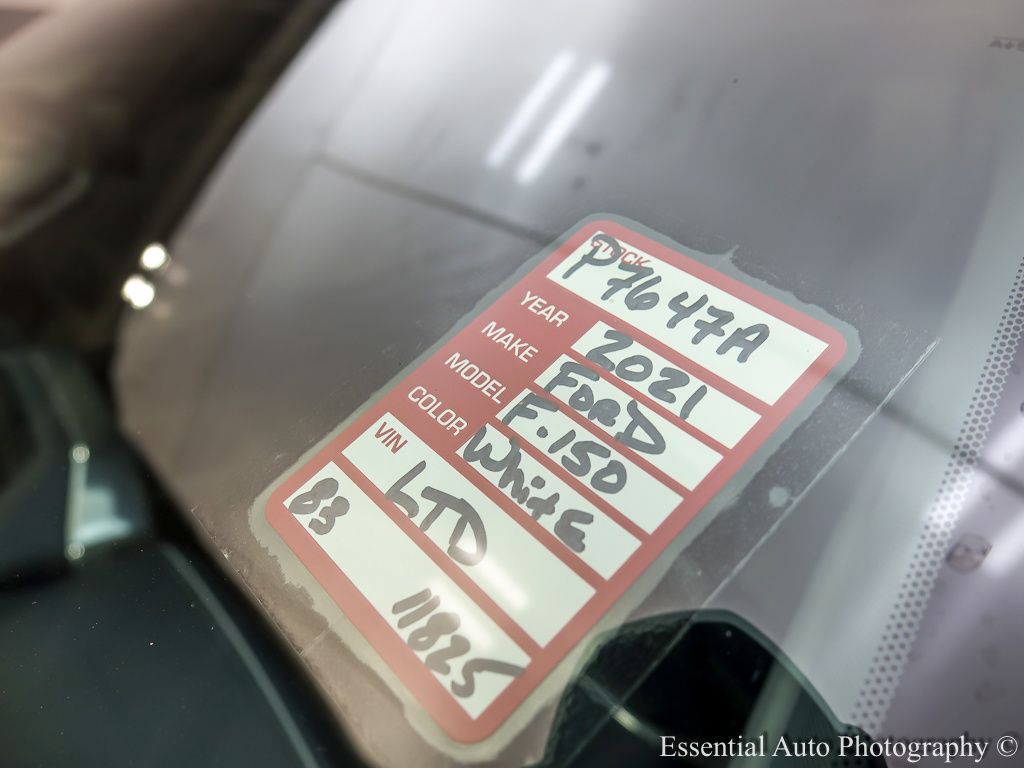 STOCK
P7647A
YEAR 2021
MAKE FORD
MODEL F.150
COLOR White
VIN LTD
83 11825
Essential Auto Photography ©